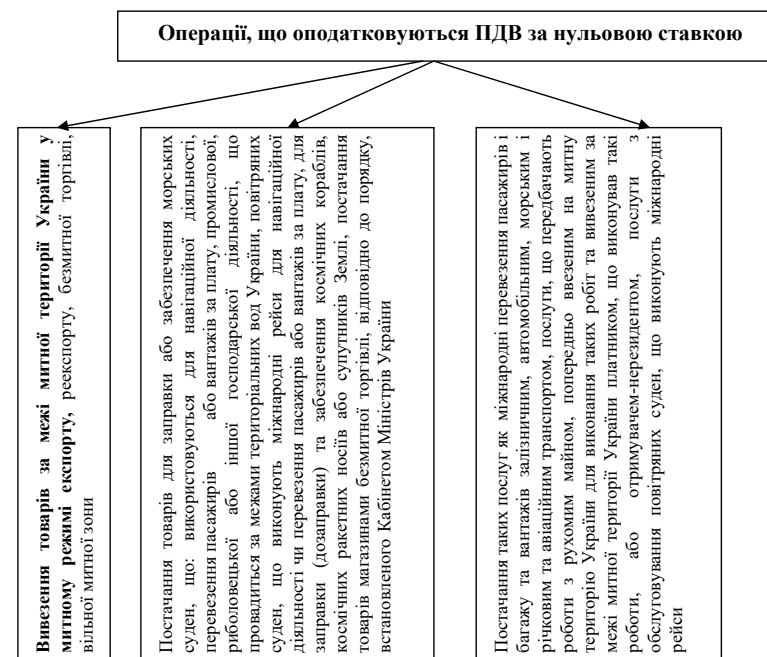 Операції, що оподатковуються ПДВ за нульовою ставкою
Вивезення товарів за межі митної території України у
митному режимі експорту, реекспорту, безмитної торгівлі,
вільної митної зони
Постачання товарів для заправки або забезпечення морських
суден, що: використовуються для навігаційної діяльності,
перевезення пасажирів або вантажів за плату, промислової,
риболовецької або іншої господарської діяльності, що
провадиться за межами територіальних вод України, повітряних
суден, що виконують міжнародні рейси для навігаційної
діяльності чи перевезення пасажирів або вантажів за плату, для
заправки (дозаправки) та забезпечення космічних кораблів,
космічних ракетних носіїв або супутників Землі, постачання
товарів магазинами безмитної торгівлі, відповідно до порядку,
встановленого Кабінетом Міністрів України
Постачання таких послуг як міжнародні перевезення пасажирів і
багажу та вантажів залізничним, автомобільним, морським і
річковим та авіаційним транспортом, послуги, що передбачають
роботи з рухомим майном, попередньо ввезеним на митну
територію України для виконання таких робіт та вивезеним за
межі митної території України платником, що виконував такі
роботи, або отримувачем-нерезидентом, послуги з
обслуговування повітряних суден, що виконують міжнародні
рейси